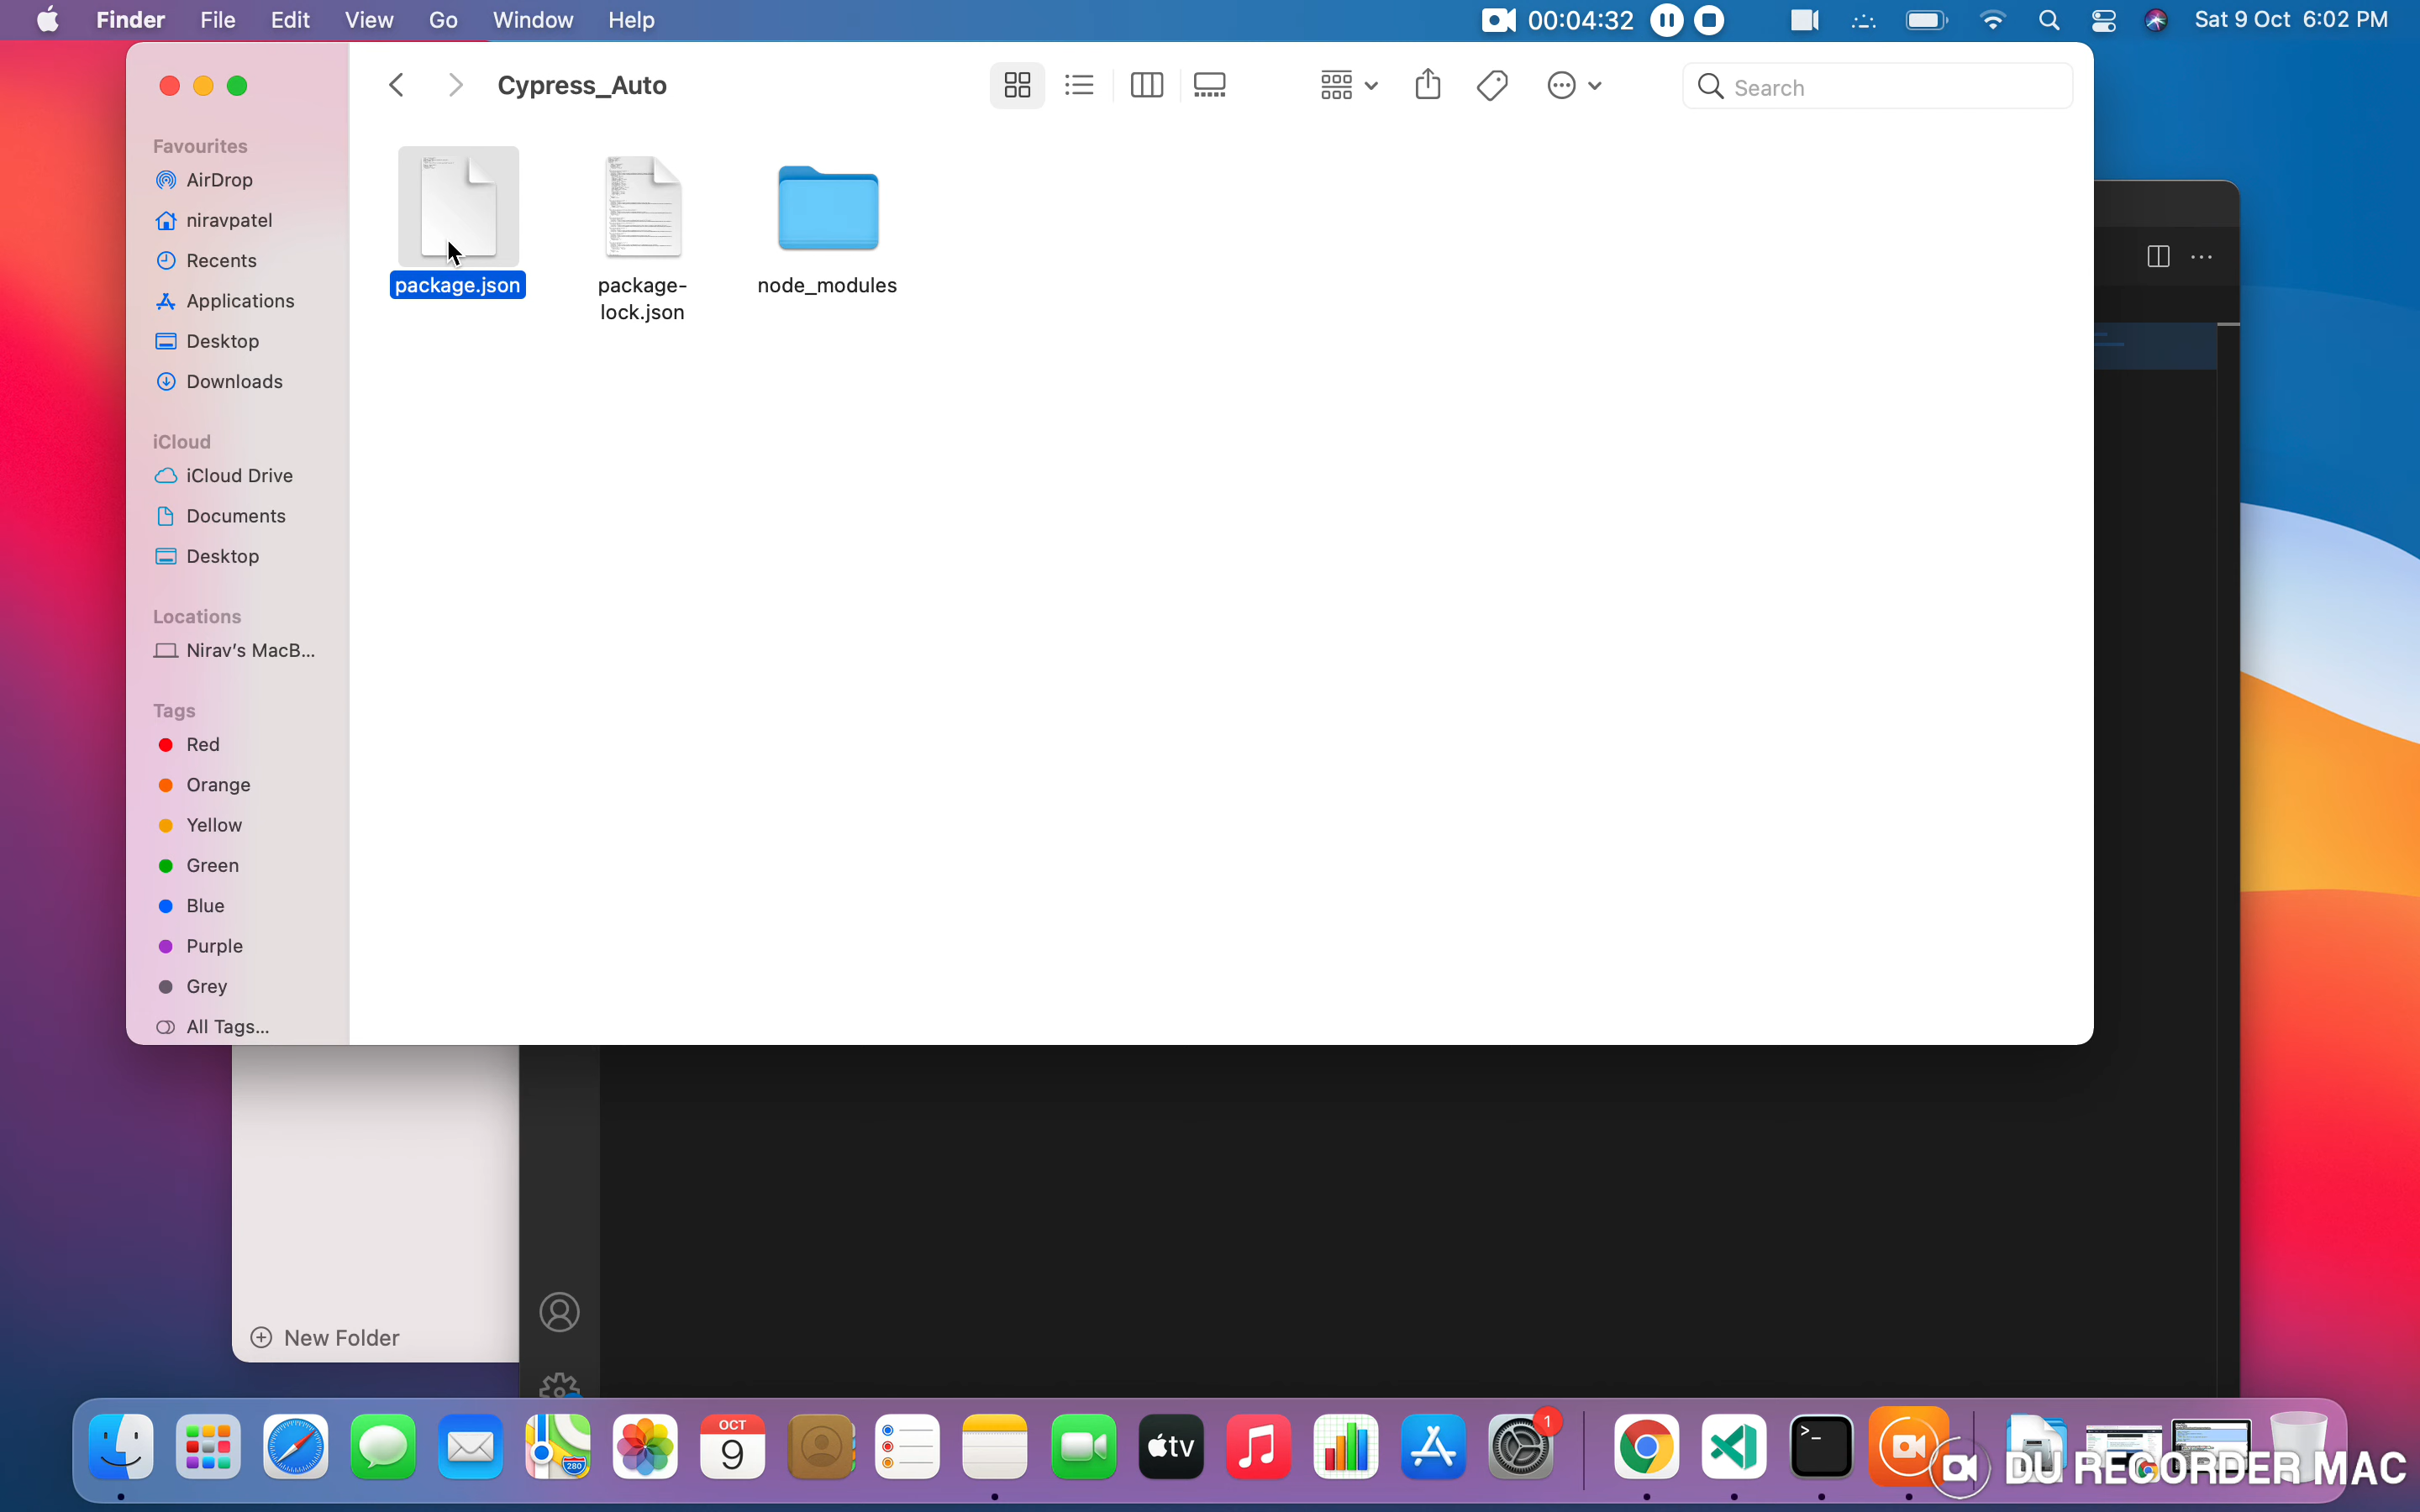 Finder File Edit View Go Window Help 00:04:32 Sat 9 Oct 6:02 PM
Cypress_Auto
Search
Favourites
AirDrop
niravpatel
Recents
Applications
Desktop
Downloads
iCloud
iCloud Drive
Documents
Desktop
Locations
Nirav's MacB...
Tags
Red
Orange
Yellow
Green
Blue
Purple
Grey
All Tags...
package.json
package-
lock.json
node_modules
New Folder
OCT
9
280
tv
1
>_
DU RECORDER MAC